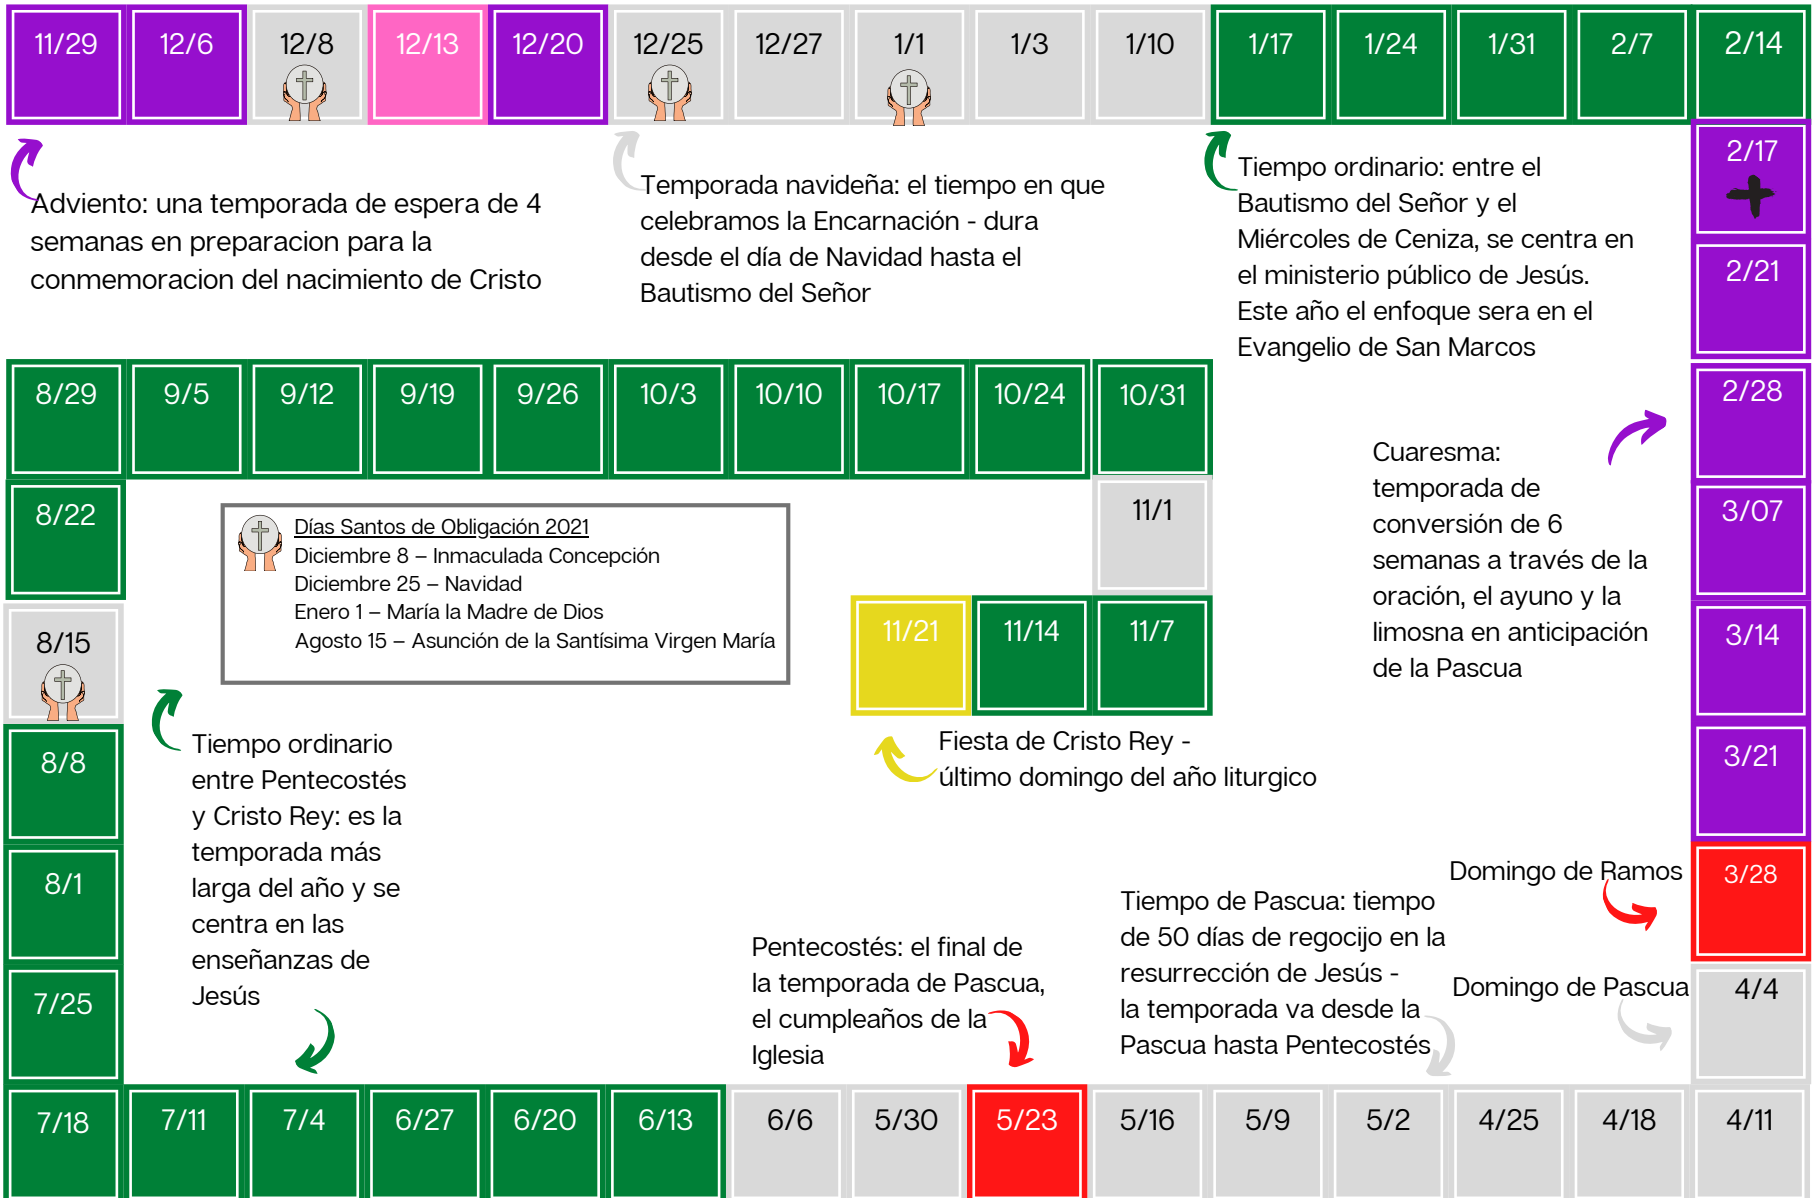 11/29 12/6 12/8 12/13 12/20 12/25 12/27 1/1 1/3 1/10 1/17 1/24 1/31 2/7 2/14
Adviento: una temporada de espera de 4
semanas en preparacion para la
conmemoracion del nacimiento de Cristo
Temporada navideña: el tiempo en que
celebramos la Encarnación - dura
desde el día de Navidad hasta el
Bautismo del Señor
Tiempo ordinario: entre el
Bautismo del Señor y el
Miércoles de Ceniza, se centra en
el ministerio público de Jesús.
Este año el enfoque sera en el
Evangelio de San Marcos
2/17
2/21
2/28
3/07
3/14
3/21
3/28
4/4
Cuaresma:
temporada de
conversión de 6
semanas a través de la
oración, el ayuno y la
limosna en anticipación
de la Pascua
Domingo de Ramos
Domingo de Pascua
Tiempo de Pascua: tiempo
de 50 días de regocijo en la
resurrección de Jesús -
la temporada va desde la
Pascua hasta Pentecostés
Pentecostés: el final de
la temporada de Pascua,
el cumpleaños de la
Iglesia
7/18 7/11 7/4 6/27 6/20 6/13 6/6 5/30 5/23 5/16 5/9 5/2 4/25 4/18 4/11
Tiempo ordinario
entre Pentecostés
y Cristo Rey: es la
temporada más
larga del año y se
centra en las
enseñanzas de
Jesús
7/25
8/1
8/8
8/15
8/22
8/29 9/5 9/12 9/19 9/26 10/3 10/10 10/17 10/24 10/31
11/1
11/21 11/14 11/7
Días Santos de Obligación 2021
Diciembre 8 – Inmaculada Concepción
Diciembre 25 – Navidad
Enero 1 – María la Madre de Dios
Agosto 15 – Asunción de la Santísima Virgen María
Fiesta de Cristo Rey -
último domingo del año liturgico